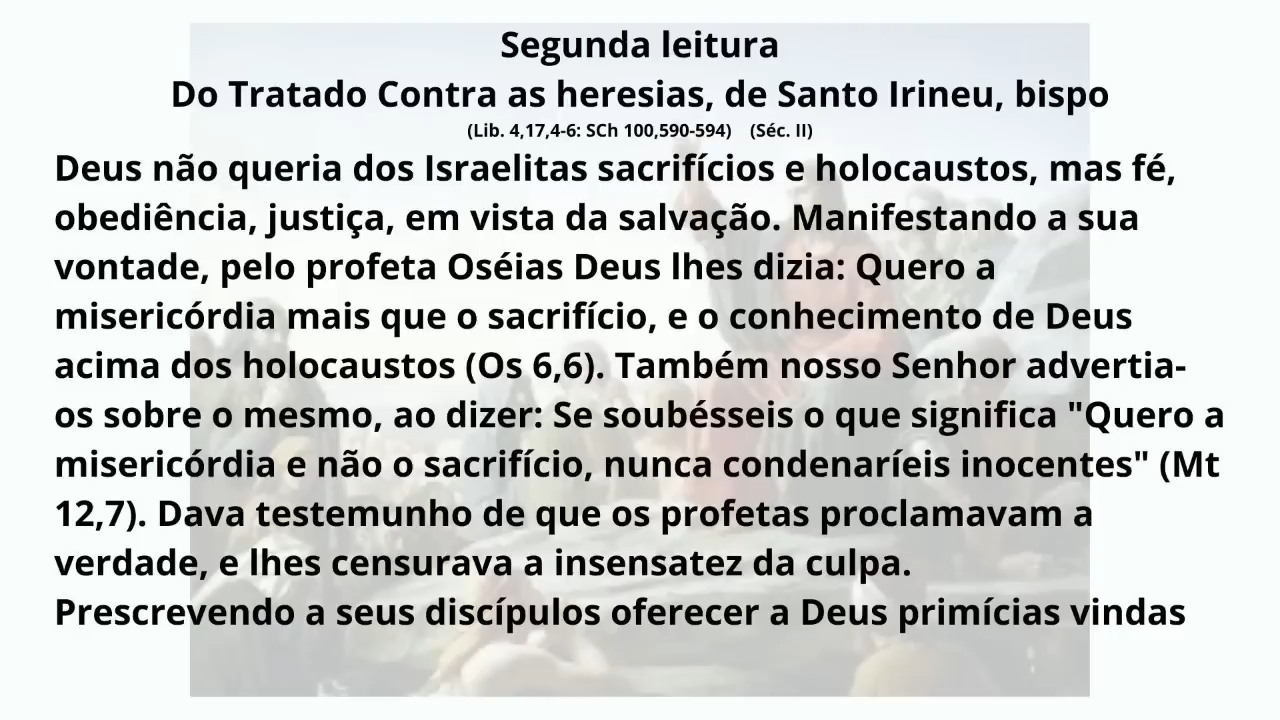 Segunda leitura
Do Tratado Contra as heresias, de Santo Irineu, bispo
(Lib. 4,17,4-6: SCh 100,590-594) (Séc. II)
Deus não queria dos Israelitas sacrifícios e holocaustos, mas fé,
obediência, justiça, em vista da salvação. Manifestando a sua
vontade, pelo profeta Oséias Deus lhes dizia: Quero a
misericórdia mais que o sacrifício, e o conhecimento de Deus
acima dos holocaustos (Os 6,6). Também nosso Senhor advertia-
os sobre o mesmo, ao dizer: Se soubésseis o que significa "Quero a
misericórdia e não o sacrifício, nunca condenaríeis inocentes" (Mt
12,7). Dava testemunho de que os profetas proclamavam a
verdade, e lhes censurava a insensatez da culpa.
Prescrevendo a seus discípulos oferecer a Deus primícias vindas